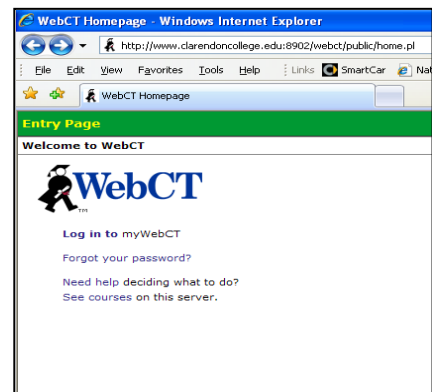 WebCT Homepage - Windows Internet Explorer
http://www.clarendoncollege.edu:8902/webct/public/home.pl
File Edit View Favorites Tools Help Links SmartCar Nat
WebCT Homepage
Entry Page
Welcome to WebCT
WebCT
TM
Log in to myWebCT
Forgot your password?
Need help deciding what to do?
See courses on this server.